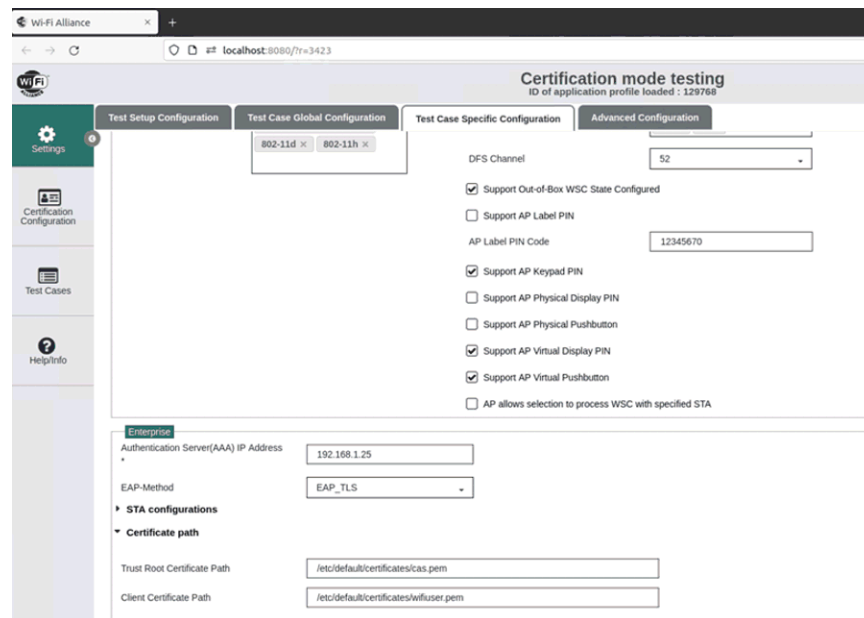 Wi-Fi Alliance
localhost:8080/?r=3423
Wi Fi
Certification mode testing
ID of application profile loaded : 129768
Test Setup Configuration
Test Case Global Configuration
Test Case Specific Configuration
Advanced Configuration
Settings
Certification Configuration
Test Cases
Help/Info
802-11d × 802-11h ×
DFS Channel 52
Support Out-of-Box WSC State Configured
Support AP Label PIN
AP Label PIN Code 12345670
Support AP Keypad PIN
Support AP Physical Display PIN
Support AP Physical Pushbutton
Support AP Virtual Display PIN
Support AP Virtual Pushbutton
AP allows selection to process WSC with specified STA
Enterprise
Authentication Server(AAA) IP Address * 192.168.1.25
EAP-Method EAP_TLS
STA configurations
Certificate path
Trust Root Certificate Path /etc/default/certificates/cas.pem
Client Certificate Path /etc/default/certificates/wifiuser.pem